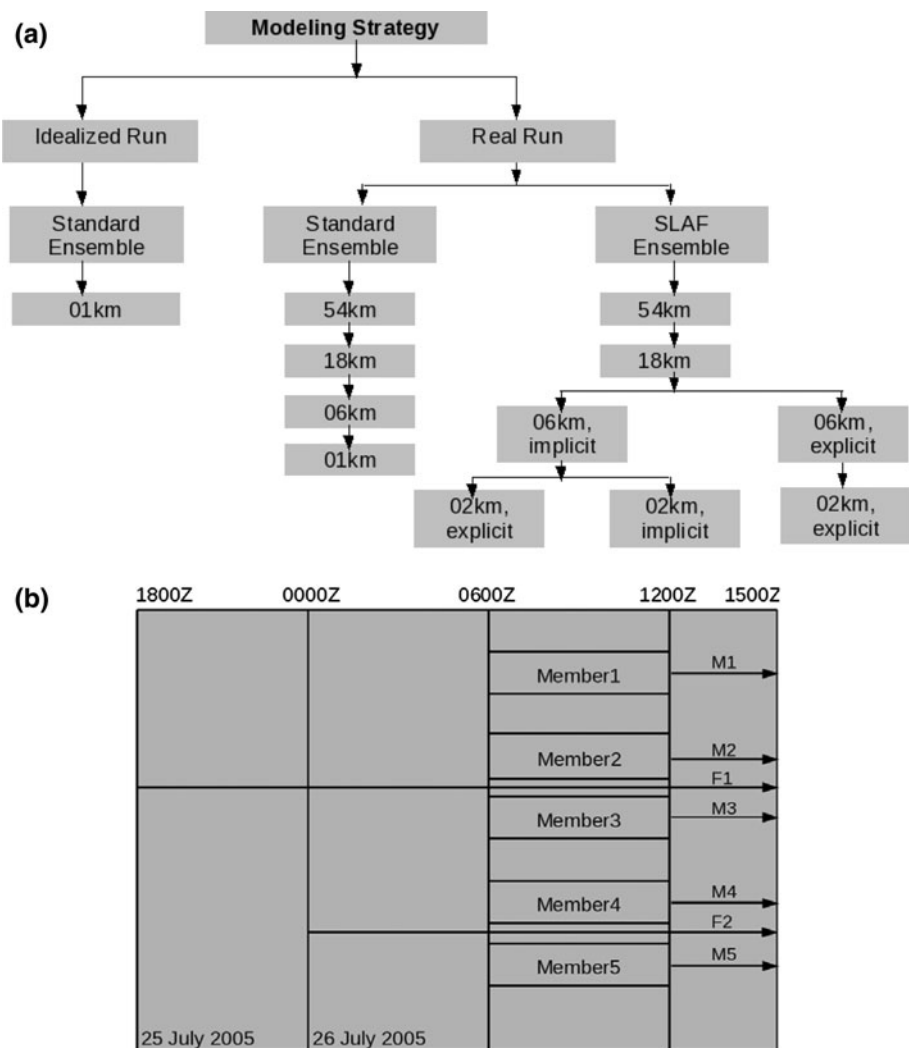 (a)
Modeling Strategy
Idealized Run
Real Run
Standard
Ensemble
Standard
Ensemble
SLAF
Ensemble
01km
54km
54km
18km
18km
06km
06km,
implicit
06km,
explicit
01km
02km,
explicit
02km,
implicit
02km,
explicit
(b)
1800Z 0000Z 0600Z 1200Z 1500Z
Member1 M1
Member2 M2
F1
Member3 M3
Member4 M4
F2
Member5 M5
25 July 2005 26 July 2005